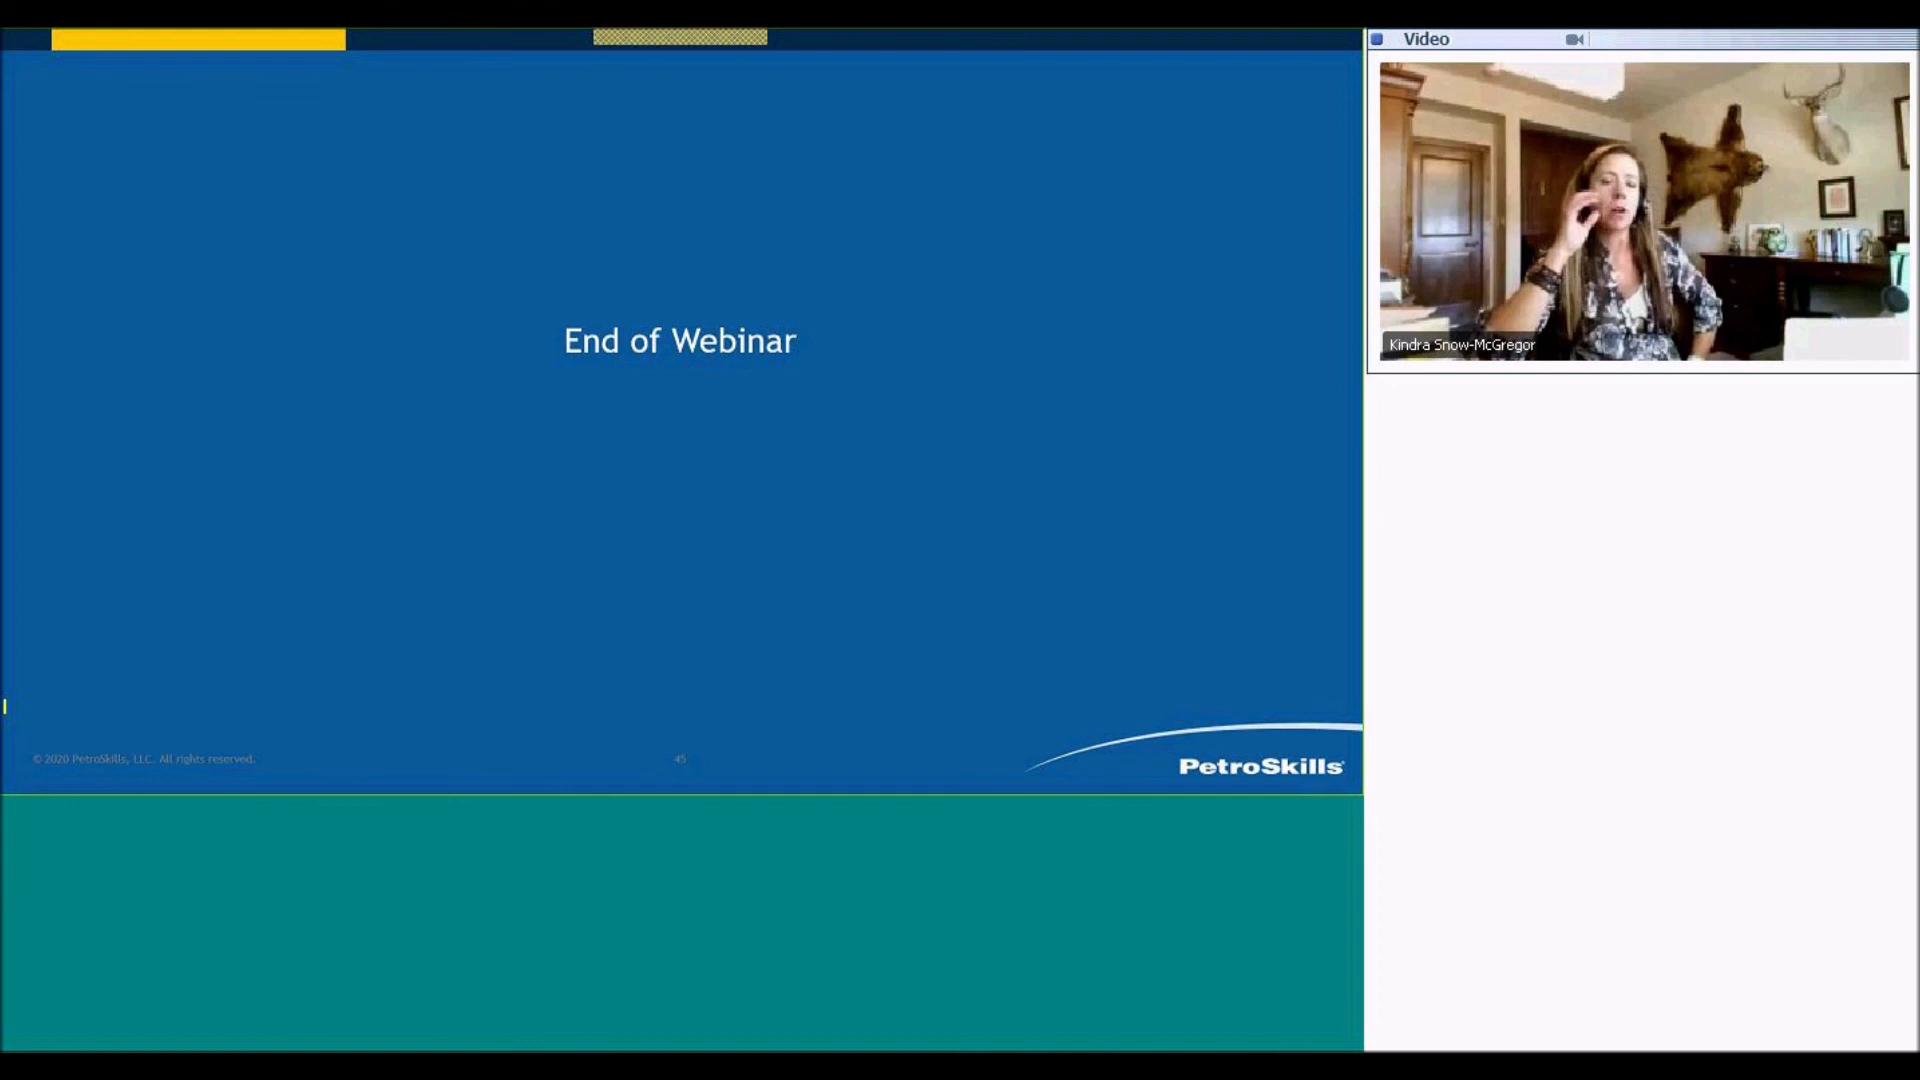 Video
Kindra Snow-McGregor
End of Webinar
© 2020 PetroSkills, LLC. All rights reserved.
45
PetroSkills